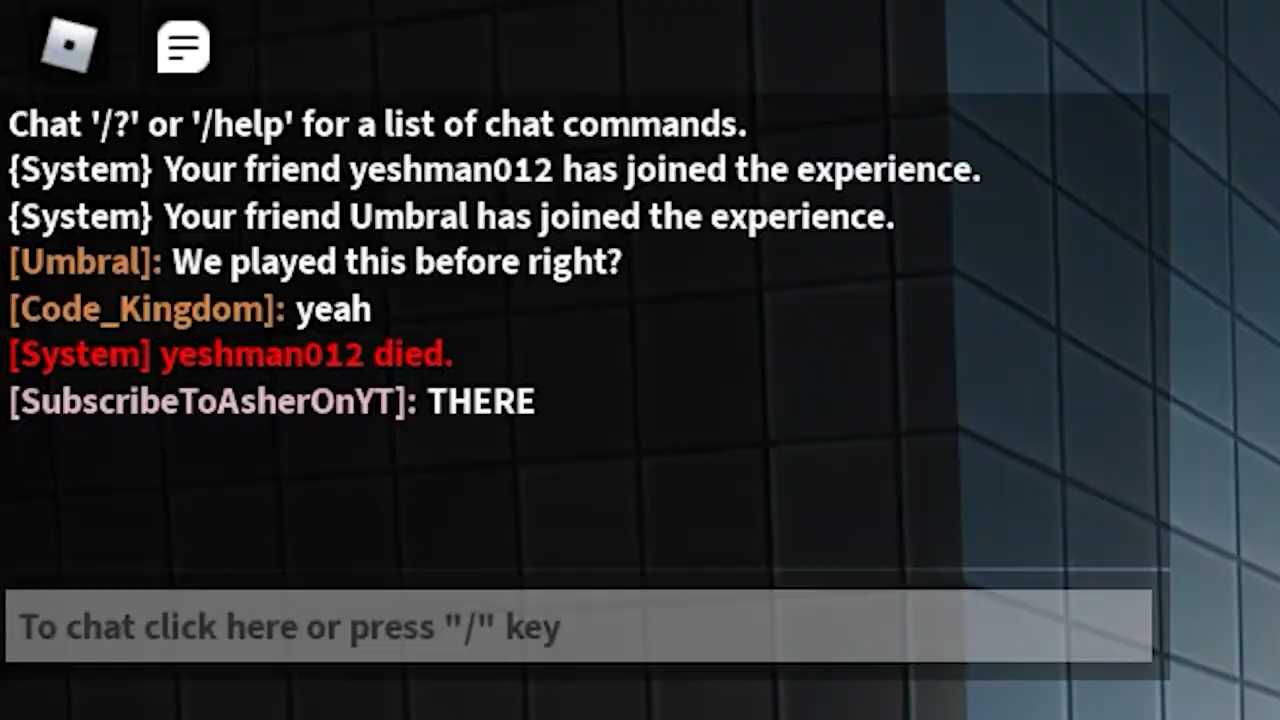 Chat '/?' or '/help' for a list of chat commands.
{System} Your friend yeshman012 has joined the experience.
{System} Your friend Umbral has joined the experience.
[Umbral]: We played this before right?
[Code_Kingdom]: yeah
[System] yeshman012 died.
[SubscribeToAsherOnYT]: THERE
To chat click here or press "/" key